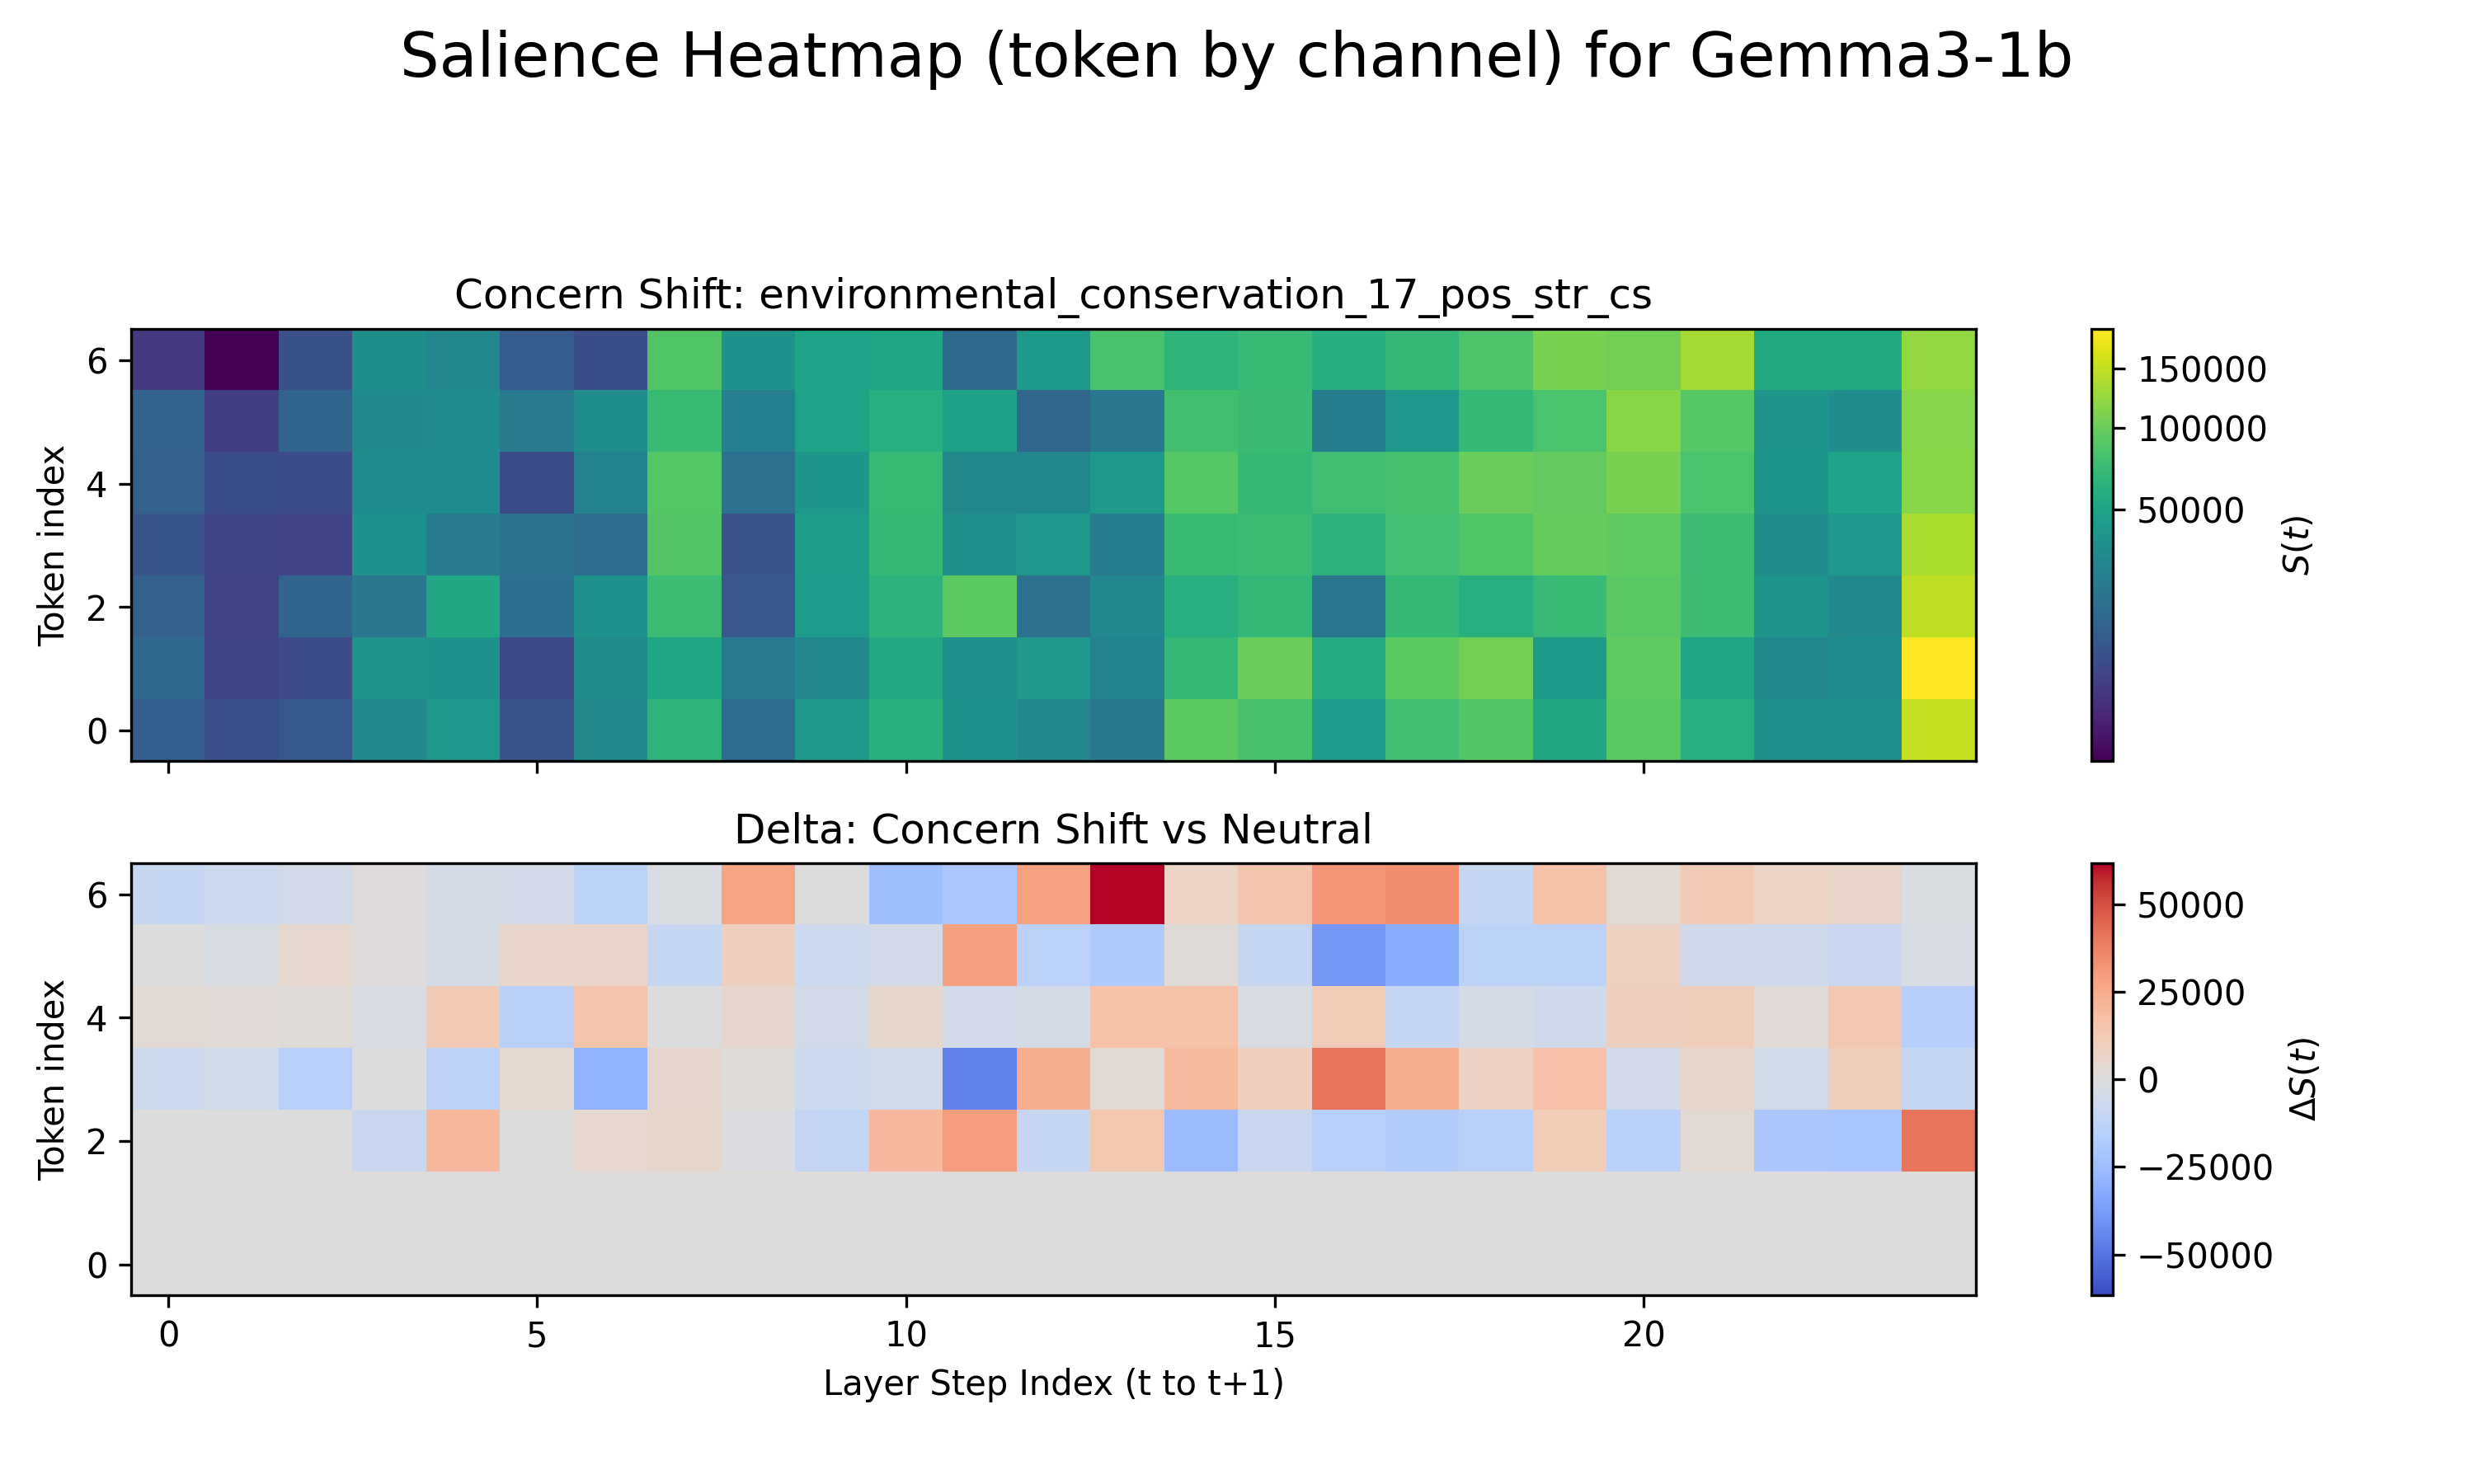 Salience Heatmap (token by channel) for Gemma3-1b
Concern Shift: environmental_conservation_17_pos_str_cs
Token index
6
4
2
0
150000
100000
50000
S(t)
Delta: Concern Shift vs Neutral
Token index
6
4
2
0
0
5
10
15
20
Layer Step Index (t to t+1)
50000
25000
0
−25000
−50000
ΔS(t)